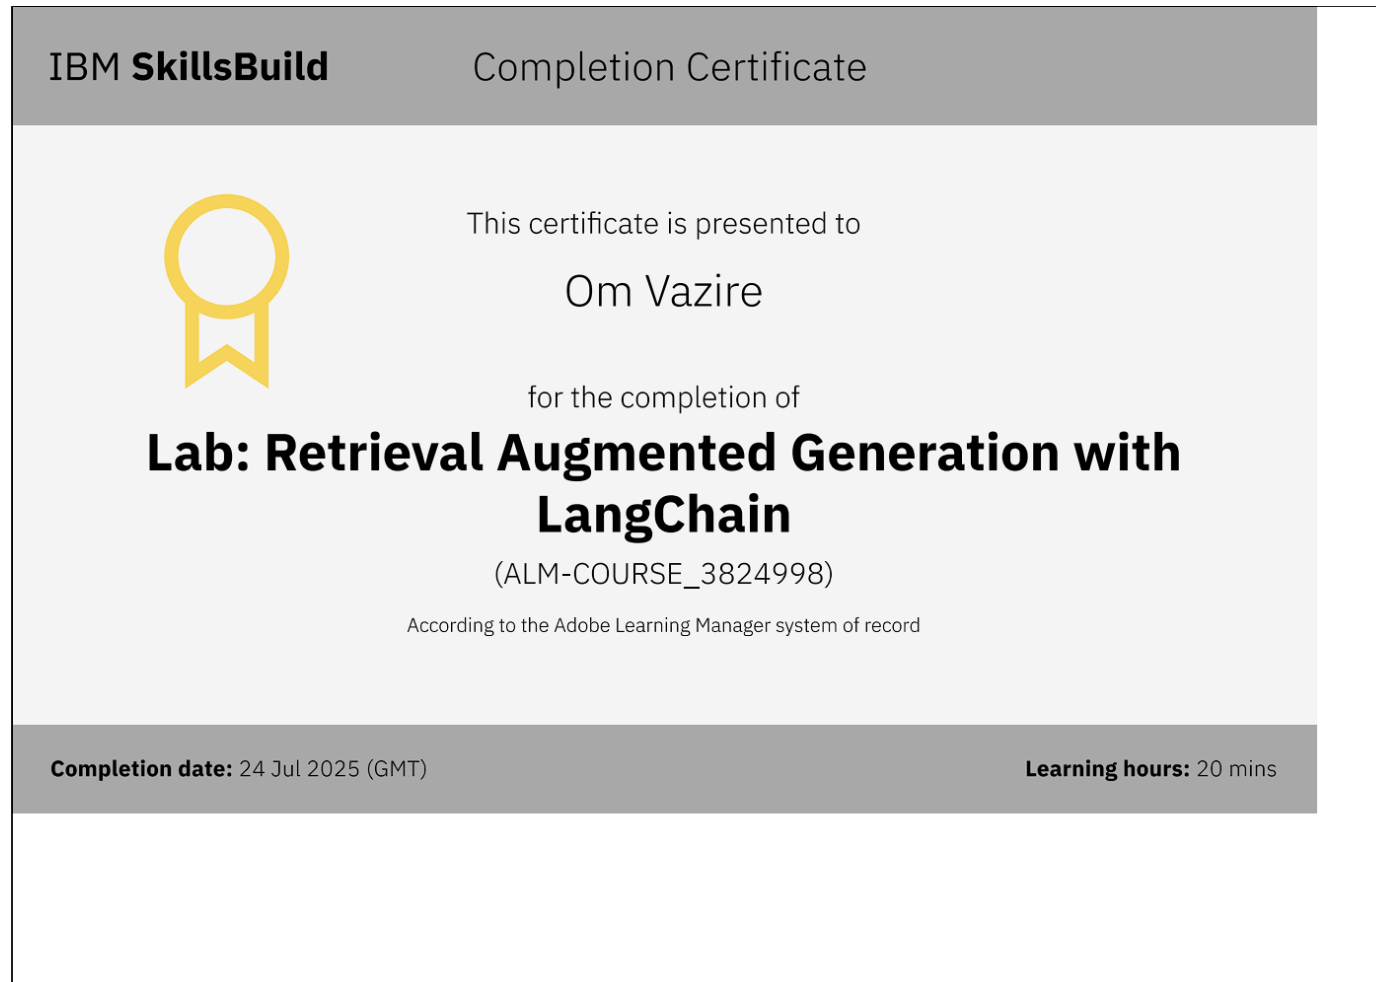 IBM SkillsBuild
Completion Certificate
This certificate is presented to
Om Vazire
for the completion of
Lab: Retrieval Augmented Generation with
LangChain
(ALM-COURSE_3824998)
According to the Adobe Learning Manager system of record
Completion date: 24 Jul 2025 (GMT)
Learning hours: 20 mins